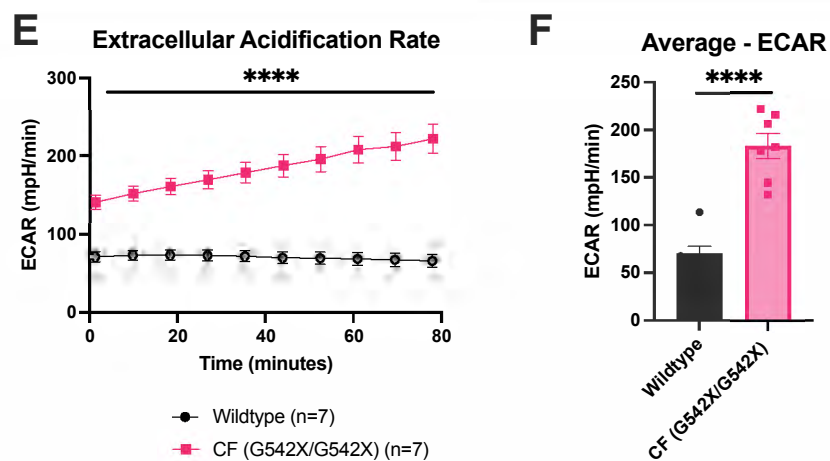 E
Extracellular Acidification Rate
****
300
200
100
0
ECAR (mpH/min)
0 20 40 60 80
Time (minutes)
Wildtype (n=7)
CF (G542X/G542X) (n=7)
F
Average - ECAR
****
250
200
150
100
50
0
ECAR (mpH/min)
Wildtype
CF (G542X/G542X)